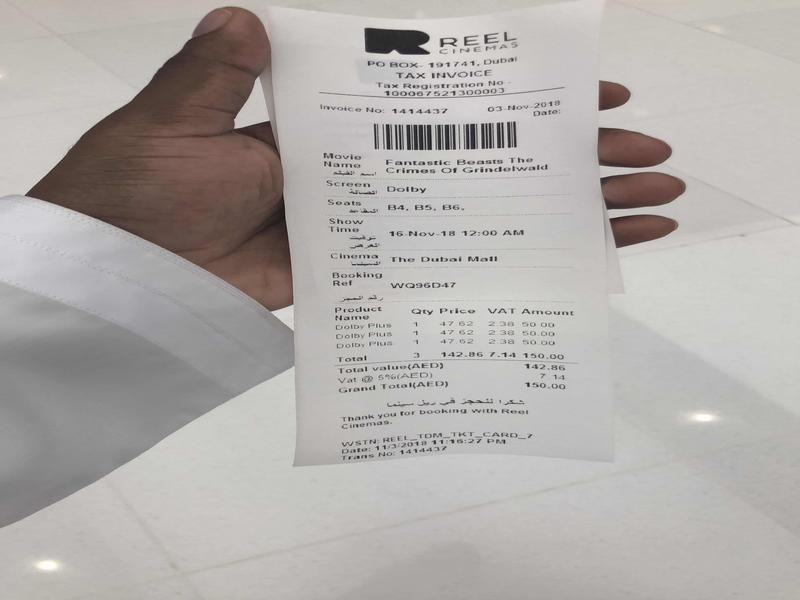 REEL
CINEMAS
PO BOX- 191741, Dubai
TAX INVOICE
Tax Registration No -
100067521300003
Invoice No: 1414437 03-Nov-2018
Date:
Movie Name اسم الفيلم Fantastic Beasts The
Crimes Of Grindelwald
Screen الصالة Dolby
Seats المقاعد B4, B5, B6,
Show Time توقيت العرض 16-Nov-18 12:00 AM
Cinema السينما The Dubai Mall
Booking Ref رقم الحجز WQ96D47
Product Name Qty Price VAT Amount
Dolby Plus 1 47.62 2.38 50.00
Dolby Plus 1 47.62 2.38 50.00
Dolby Plus 1 47.62 2.38 50.00
Total 3 142.86 7.14 150.00
Total value(AED) 142.86
Vat @ 5%(AED) 7.14
Grand Total(AED) 150.00
شكرا للحجز في ريل سينما
Thank you for booking with Reel
Cinemas.
WSTN: REEL_TDM_TKT_CARD_7
Date: 11/3/2018 11:16:27 PM
Trans No: 1414437